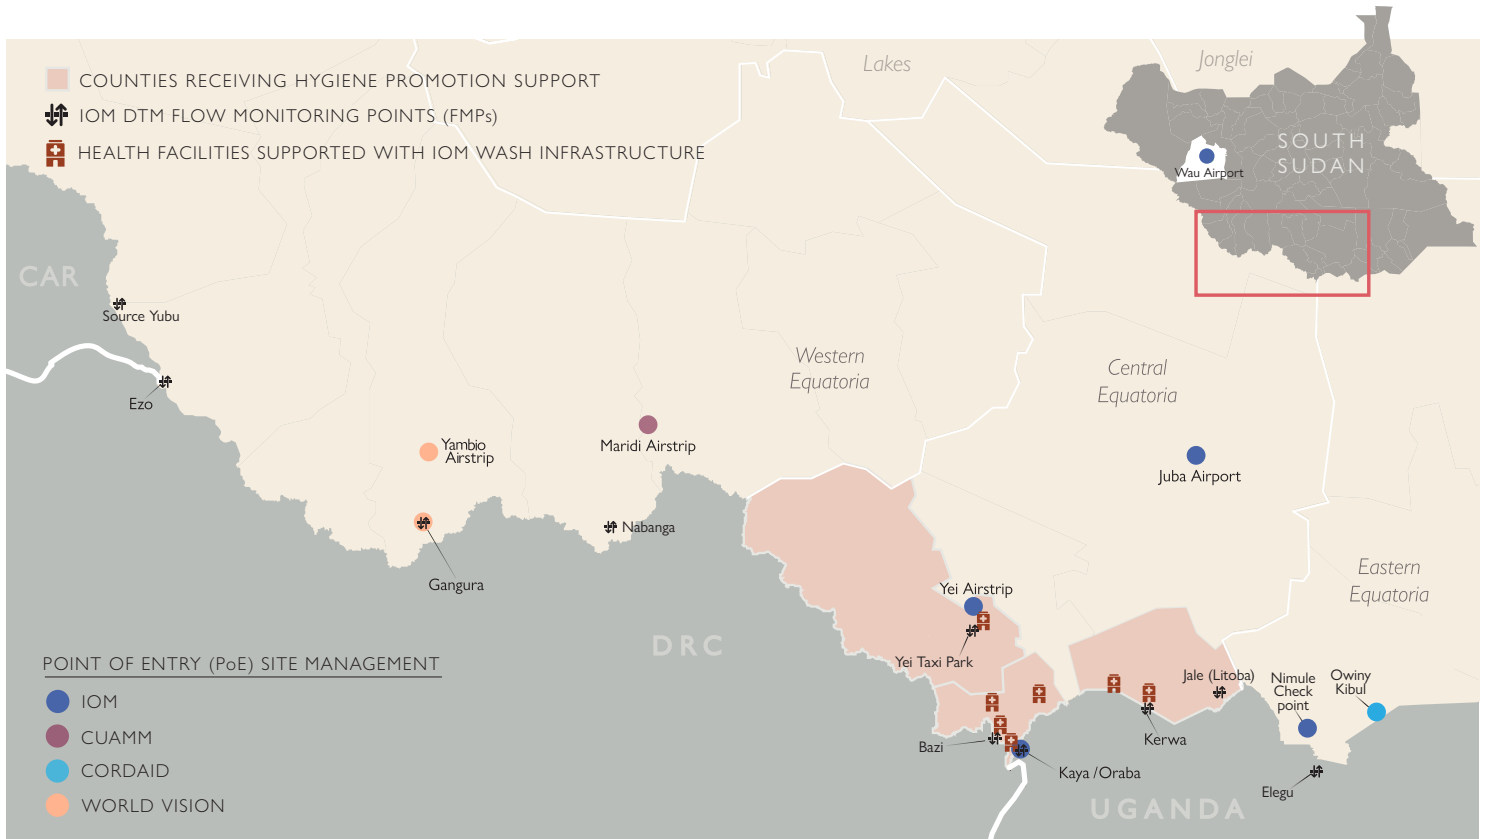 COUNTIES RECEIVING HYGIENE PROMOTION SUPPORT
IOM DTM FLOW MONITORING POINTS (FMPs)
HEALTH FACILITIES SUPPORTED WITH IOM WASH INFRASTRUCTURE
Lakes
Jonglei
SOUTH
SUDAN
Wau Airport
CAR
Source Yubu
Ezo
Western
Equatoria
Central
Equatoria
Yambio
Airstrip
Maridi Airstrip
Juba Airport
Nabanga
Gangura
Eastern
Equatoria
Yei Airstrip
DRC
Yei Taxi Park
Jale (Litoba)
Nimule
Check
point
Owiny
Kibul
Bazi
Kerwa
Kaya /Oraba
Elegu
UGANDA
POINT OF ENTRY (PoE) SITE MANAGEMENT
IOM
CUAMM
CORDAID
WORLD VISION